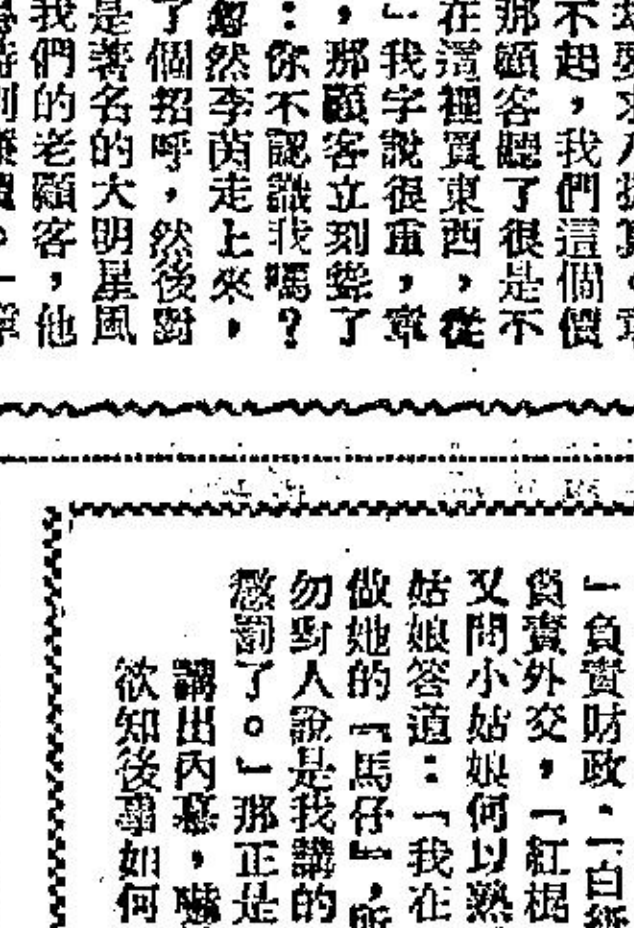 不起，我們這個價
那顧客聽了很是不
在這裡買東西，從
」我字說很重，
，那顧客立刻聳了
：你不認識我嗎？
忽然李茵走上來，
了個招呼，然後對
是著名的大明星風
我們的老顧客，他
」負責財政，「白紙
負責外交，「紅棍
又問小姑娘何以熟
姑娘答道：「我在
做她的『馬仔』，所
勿對人說是我講的
懲罰了。」那正是
講出內幕，
欲知後事如何